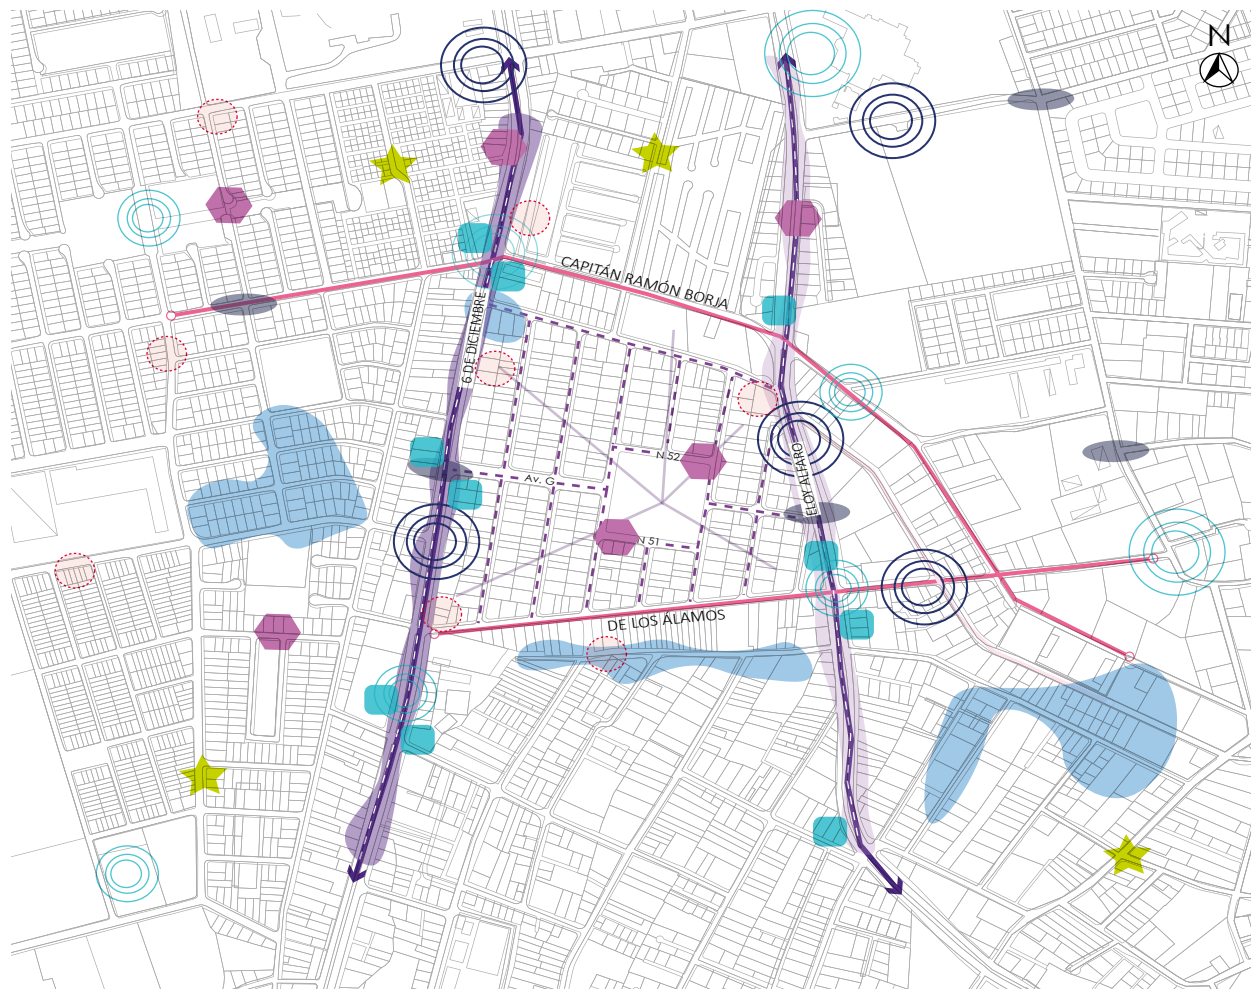 N
CAPITÁN RAMÓN BORJA
6 DE DICIEMBRE
N 52
Av. G
ELOY ALFARO
N 51
DE LOS ÁLAMOS